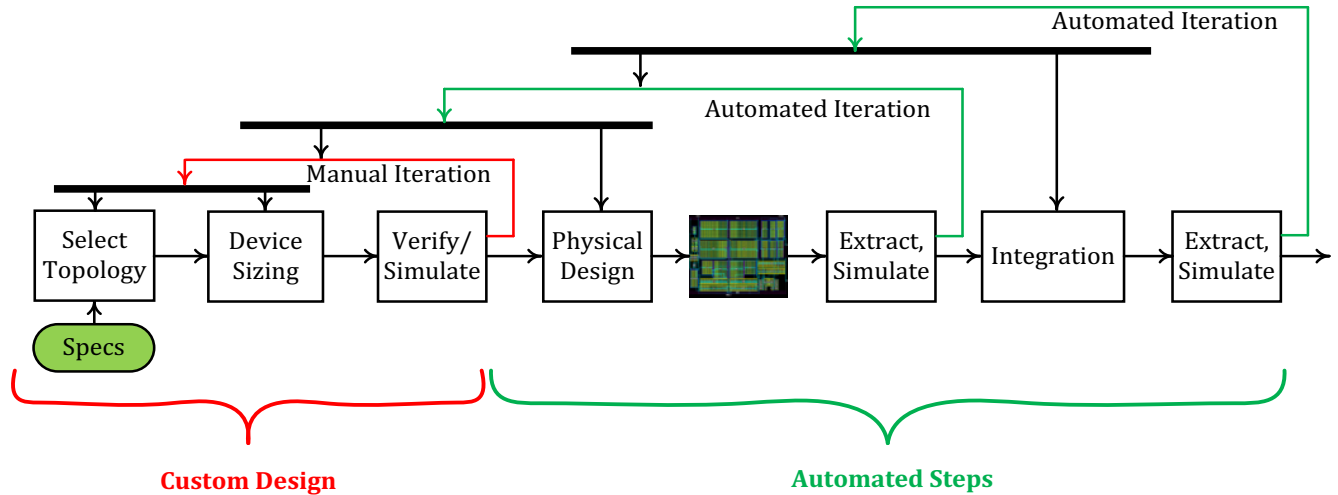 Automated Iteration
Automated Iteration
Manual Iteration
Select
Topology
Device
Sizing
Verify/
Simulate
Physical
Design
Extract,
Simulate
Integration
Extract,
Simulate
Specs
Custom Design
Automated Steps